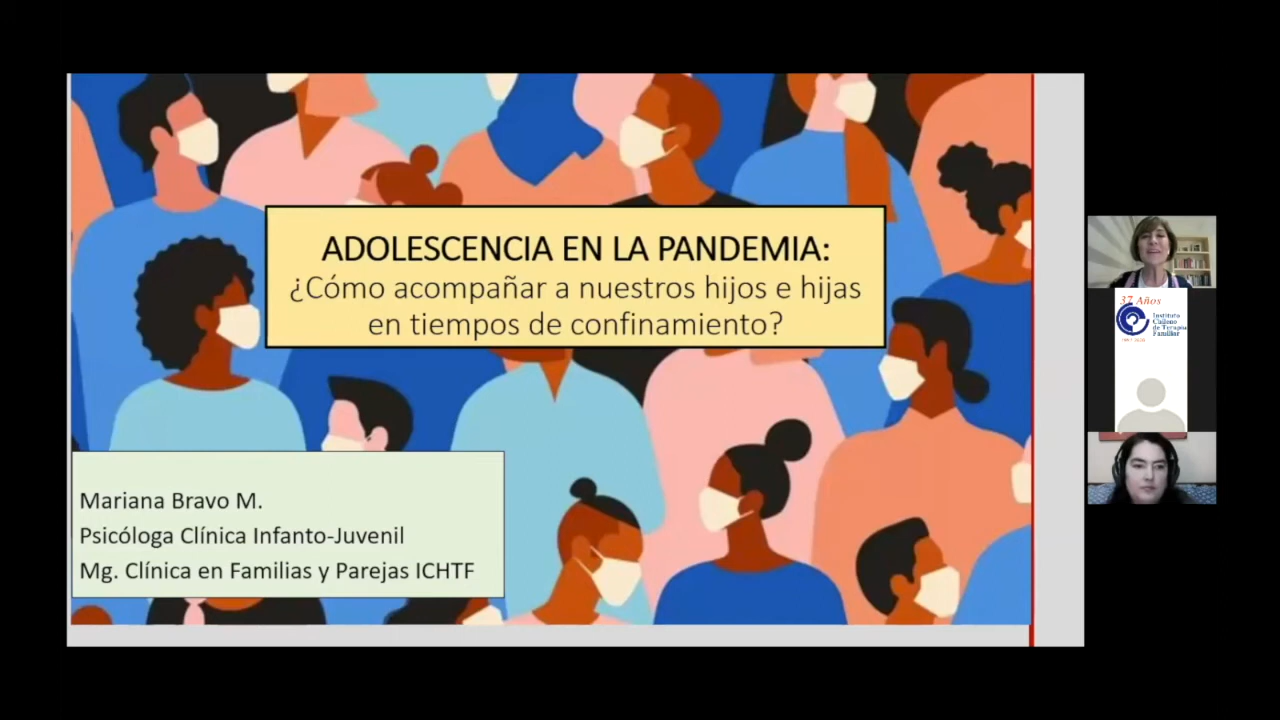 ADOLESCENCIA EN LA PANDEMIA:
¿Cómo acompañar a nuestros hijos e hijas
en tiempos de confinamiento?
Mariana Bravo M.
Psicóloga Clínica Infanto-Juvenil
Mg. Clínica en Familias y Parejas ICHTF
37 Años
Instituto
Chileno
de Terapia
Familiar